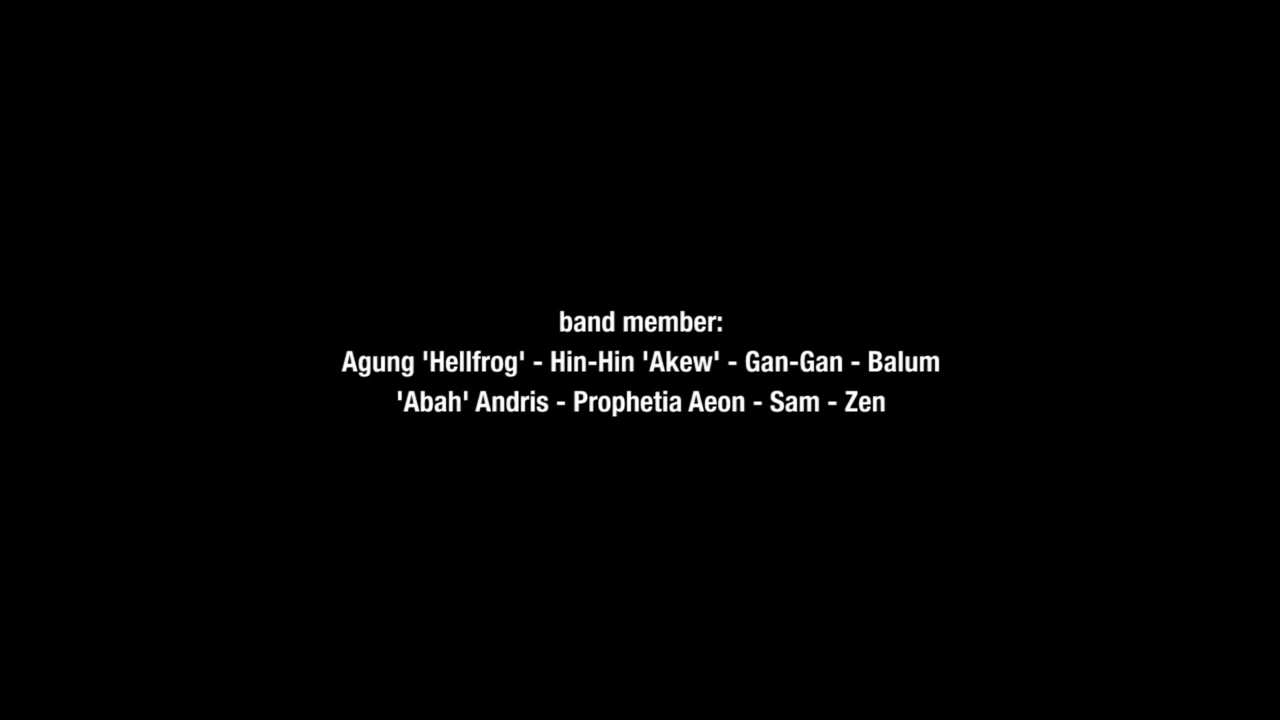 band member:
Agung 'Hellfrog' - Hin-Hin 'Akew' - Gan-Gan - Balum
'Abah' Andris - Prophetia Aeon - Sam - Zen